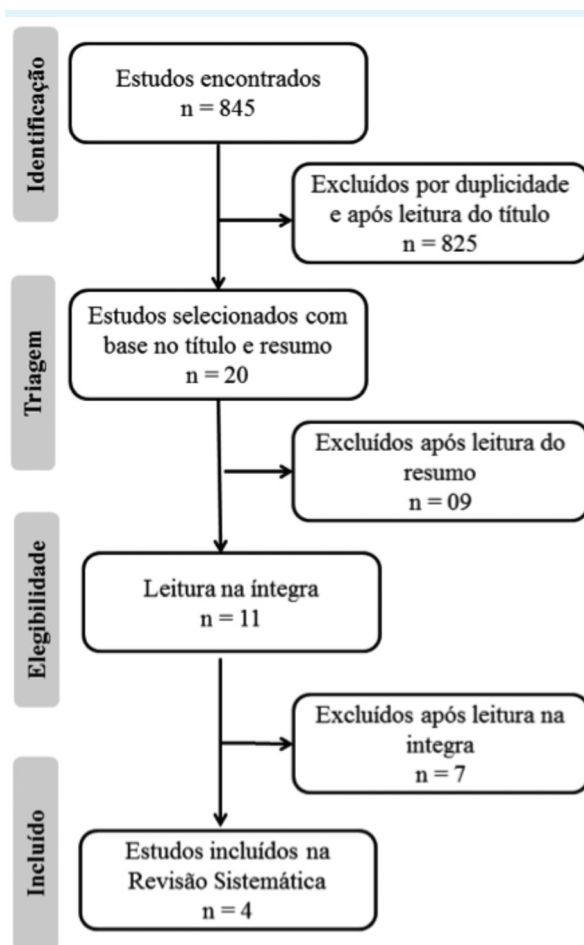 Identificação
Estudos encontrados
n = 845
Excluídos por duplicidade
e após leitura do título
n = 825
Triagem
Estudos selecionados com
base no título e resumo
n = 20
Excluídos após leitura do
resumo
n = 09
Elegibilidade
Leitura na íntegra
n = 11
Excluídos após leitura na
integra
n = 7
Incluído
Estudos incluídos na
Revisão Sistemática
n = 4